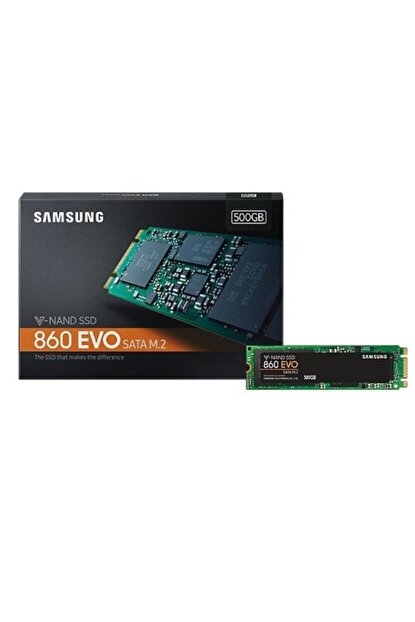 SAMSUNG
500GB
V-NAND SSD
860 EVO SATA M.2
The SSD that makes the difference
V-NAND SSD
860 EVO
SATA M.2
SAMSUNG
500GB